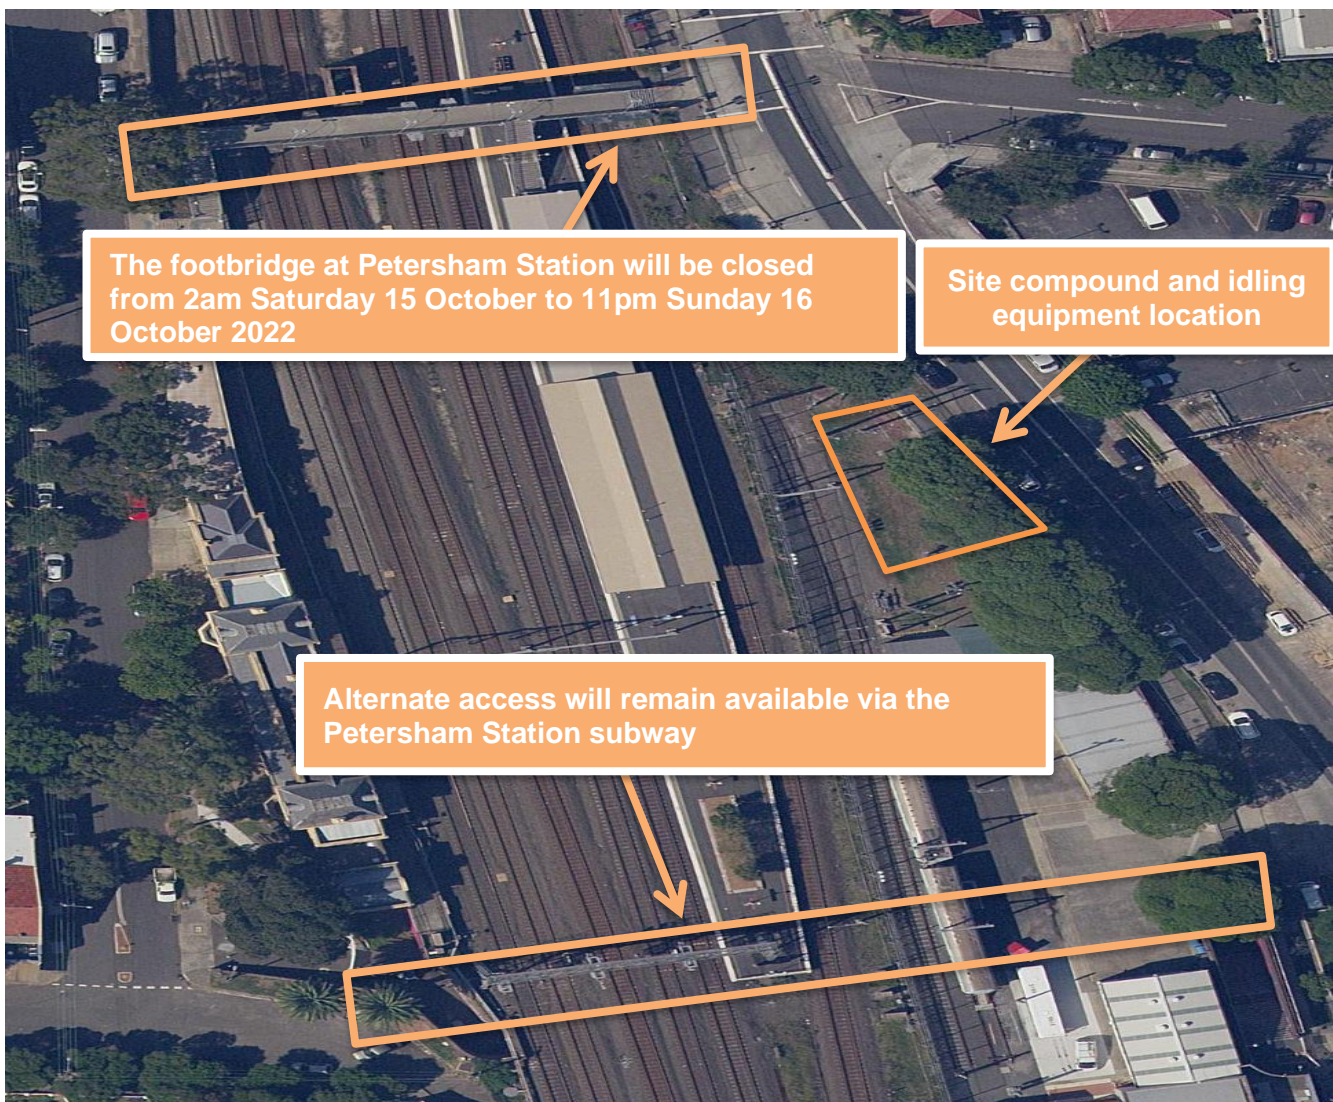 The footbridge at Petersham Station will be closed
from 2am Saturday 15 October to 11pm Sunday 16
October 2022
Site compound and idling
equipment location
Alternate access will remain available via the
Petersham Station subway